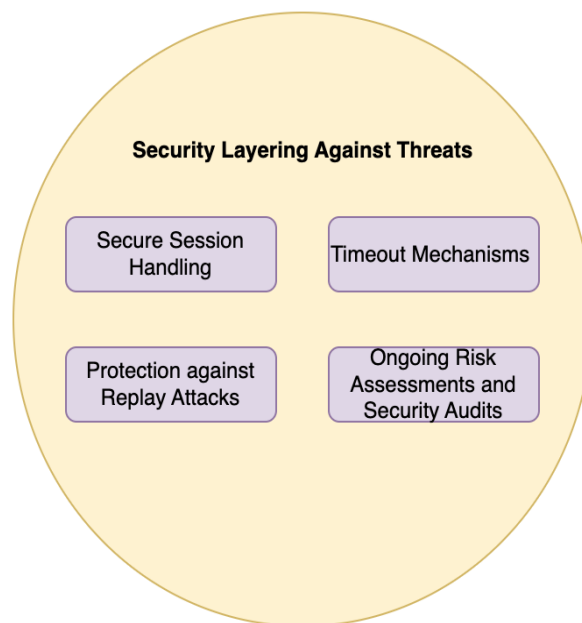 Security Layering Against Threats
Secure Session
Handling
Timeout Mechanisms
Protection against
Replay Attacks
Ongoing Risk
Assessments and
Security Audits